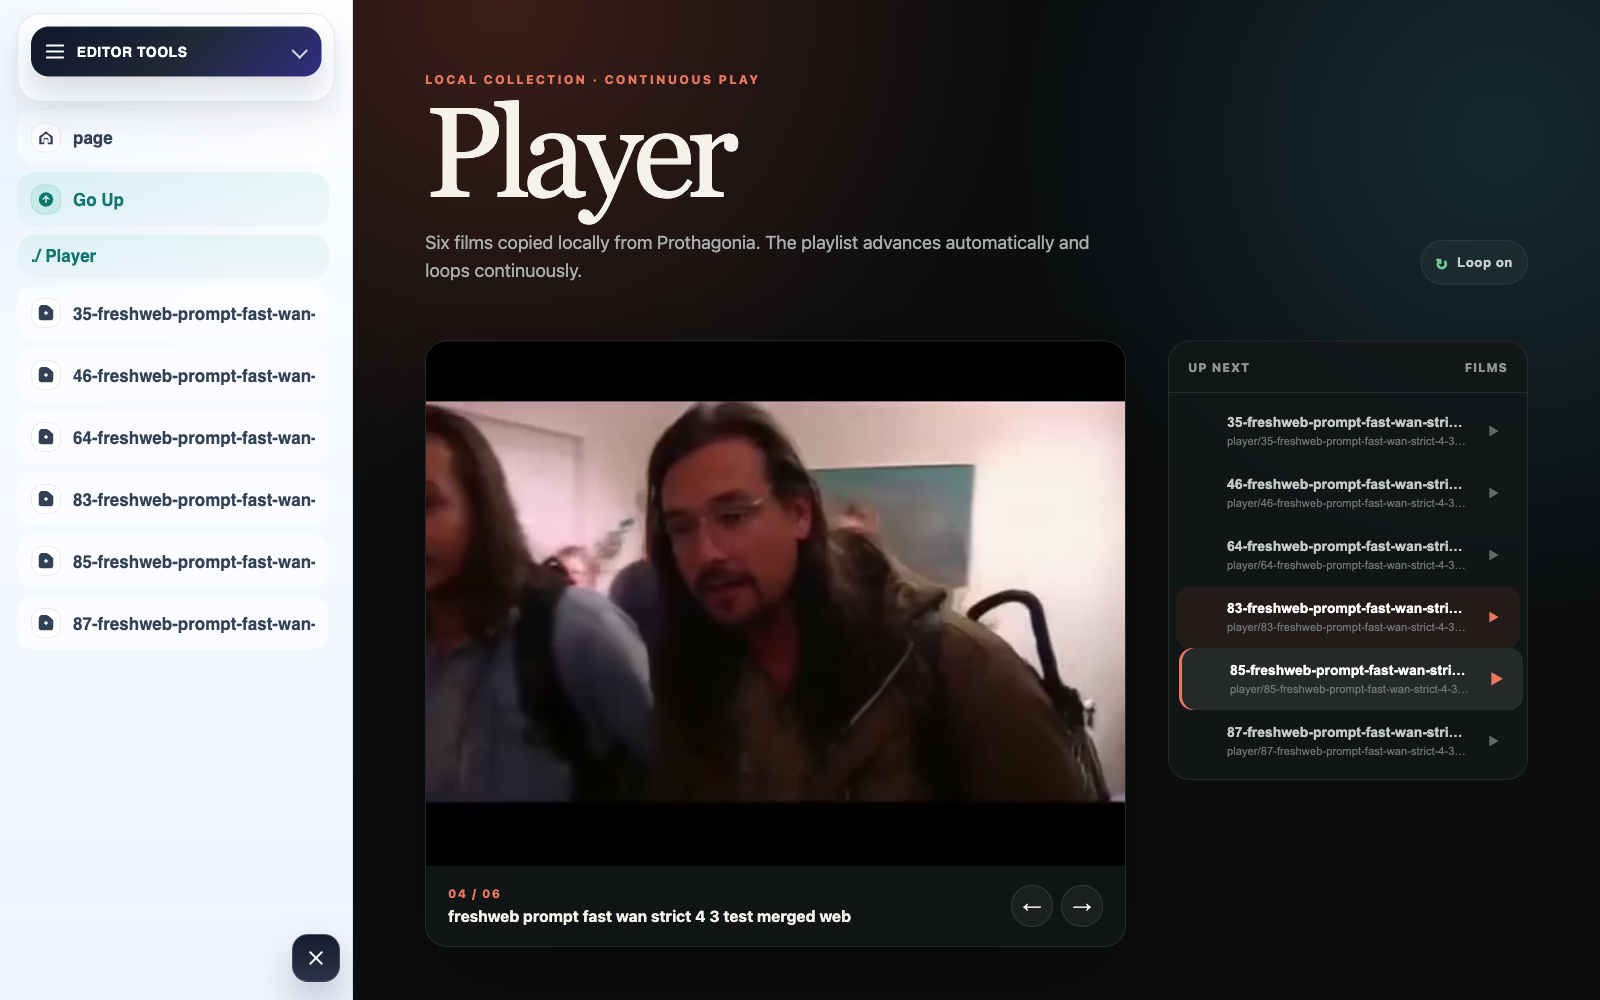 EDITOR TOOLS
page
Go Up
./ Player
35-freshweb-prompt-fast-wan-
46-freshweb-prompt-fast-wan-
64-freshweb-prompt-fast-wan-
83-freshweb-prompt-fast-wan-
85-freshweb-prompt-fast-wan-
87-freshweb-prompt-fast-wan-
LOCAL COLLECTION · CONTINUOUS PLAY
Player
Six films copied locally from Prothagonia. The playlist advances automatically and
loops continuously.
Loop on
04 / 06
freshweb prompt fast wan strict 4 3 test merged web
UP NEXT FILMS
35-freshweb-prompt-fast-wan-stri...
player/35-freshweb-prompt-fast-wan-strict-4-3...
46-freshweb-prompt-fast-wan-stri...
player/46-freshweb-prompt-fast-wan-strict-4-3...
64-freshweb-prompt-fast-wan-stri...
player/64-freshweb-prompt-fast-wan-strict-4-3...
83-freshweb-prompt-fast-wan-stri...
player/83-freshweb-prompt-fast-wan-strict-4-3...
85-freshweb-prompt-fast-wan-stri...
player/85-freshweb-prompt-fast-wan-strict-4-3...
87-freshweb-prompt-fast-wan-stri...
player/87-freshweb-prompt-fast-wan-strict-4-3...